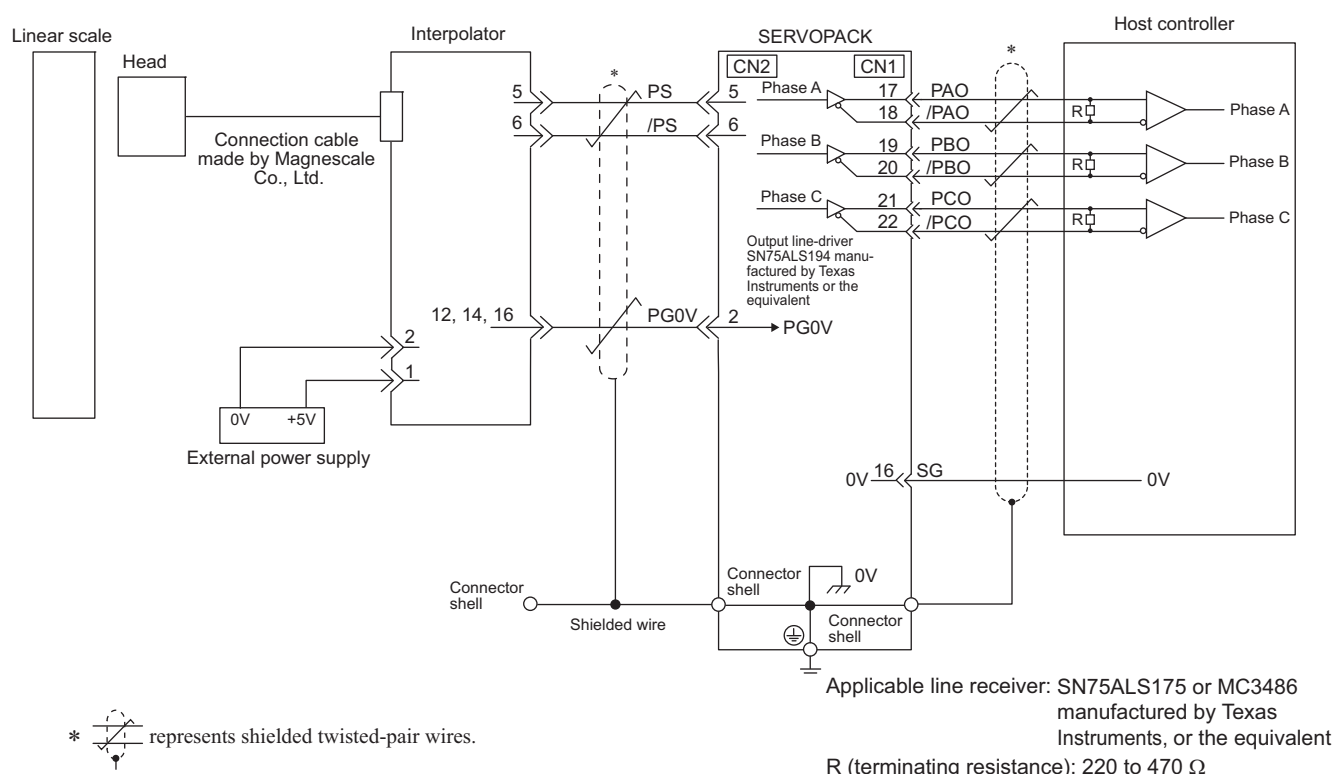 Linear scale
Head
Connection cable
made by Magnescale
Co., Ltd.
Interpolator
5
6
12, 14, 16
2
1
0V +5V
External power supply
*
PS
/PS
PG0V
SERVOPACK
CN2 CN1
5
6
2
PG0V
Phase A
Phase B
Phase C
Output line-driver
SN75ALS194 manu-
factured by Texas
Instruments or the
equivalent
17 PAO
18 /PAO
19 PBO
20 /PBO
21 PCO
22 /PCO
0V 16 SG
*
Host controller
R
R
R
Phase A
Phase B
Phase C
0V
Connector
shell
Shielded wire
Connector
shell
0V
Connector
shell
Applicable line receiver: SN75ALS175 or MC3486
manufactured by Texas
Instruments, or the equivalent
R (terminating resistance): 220 to 470 Ω
* represents shielded twisted-pair wires.